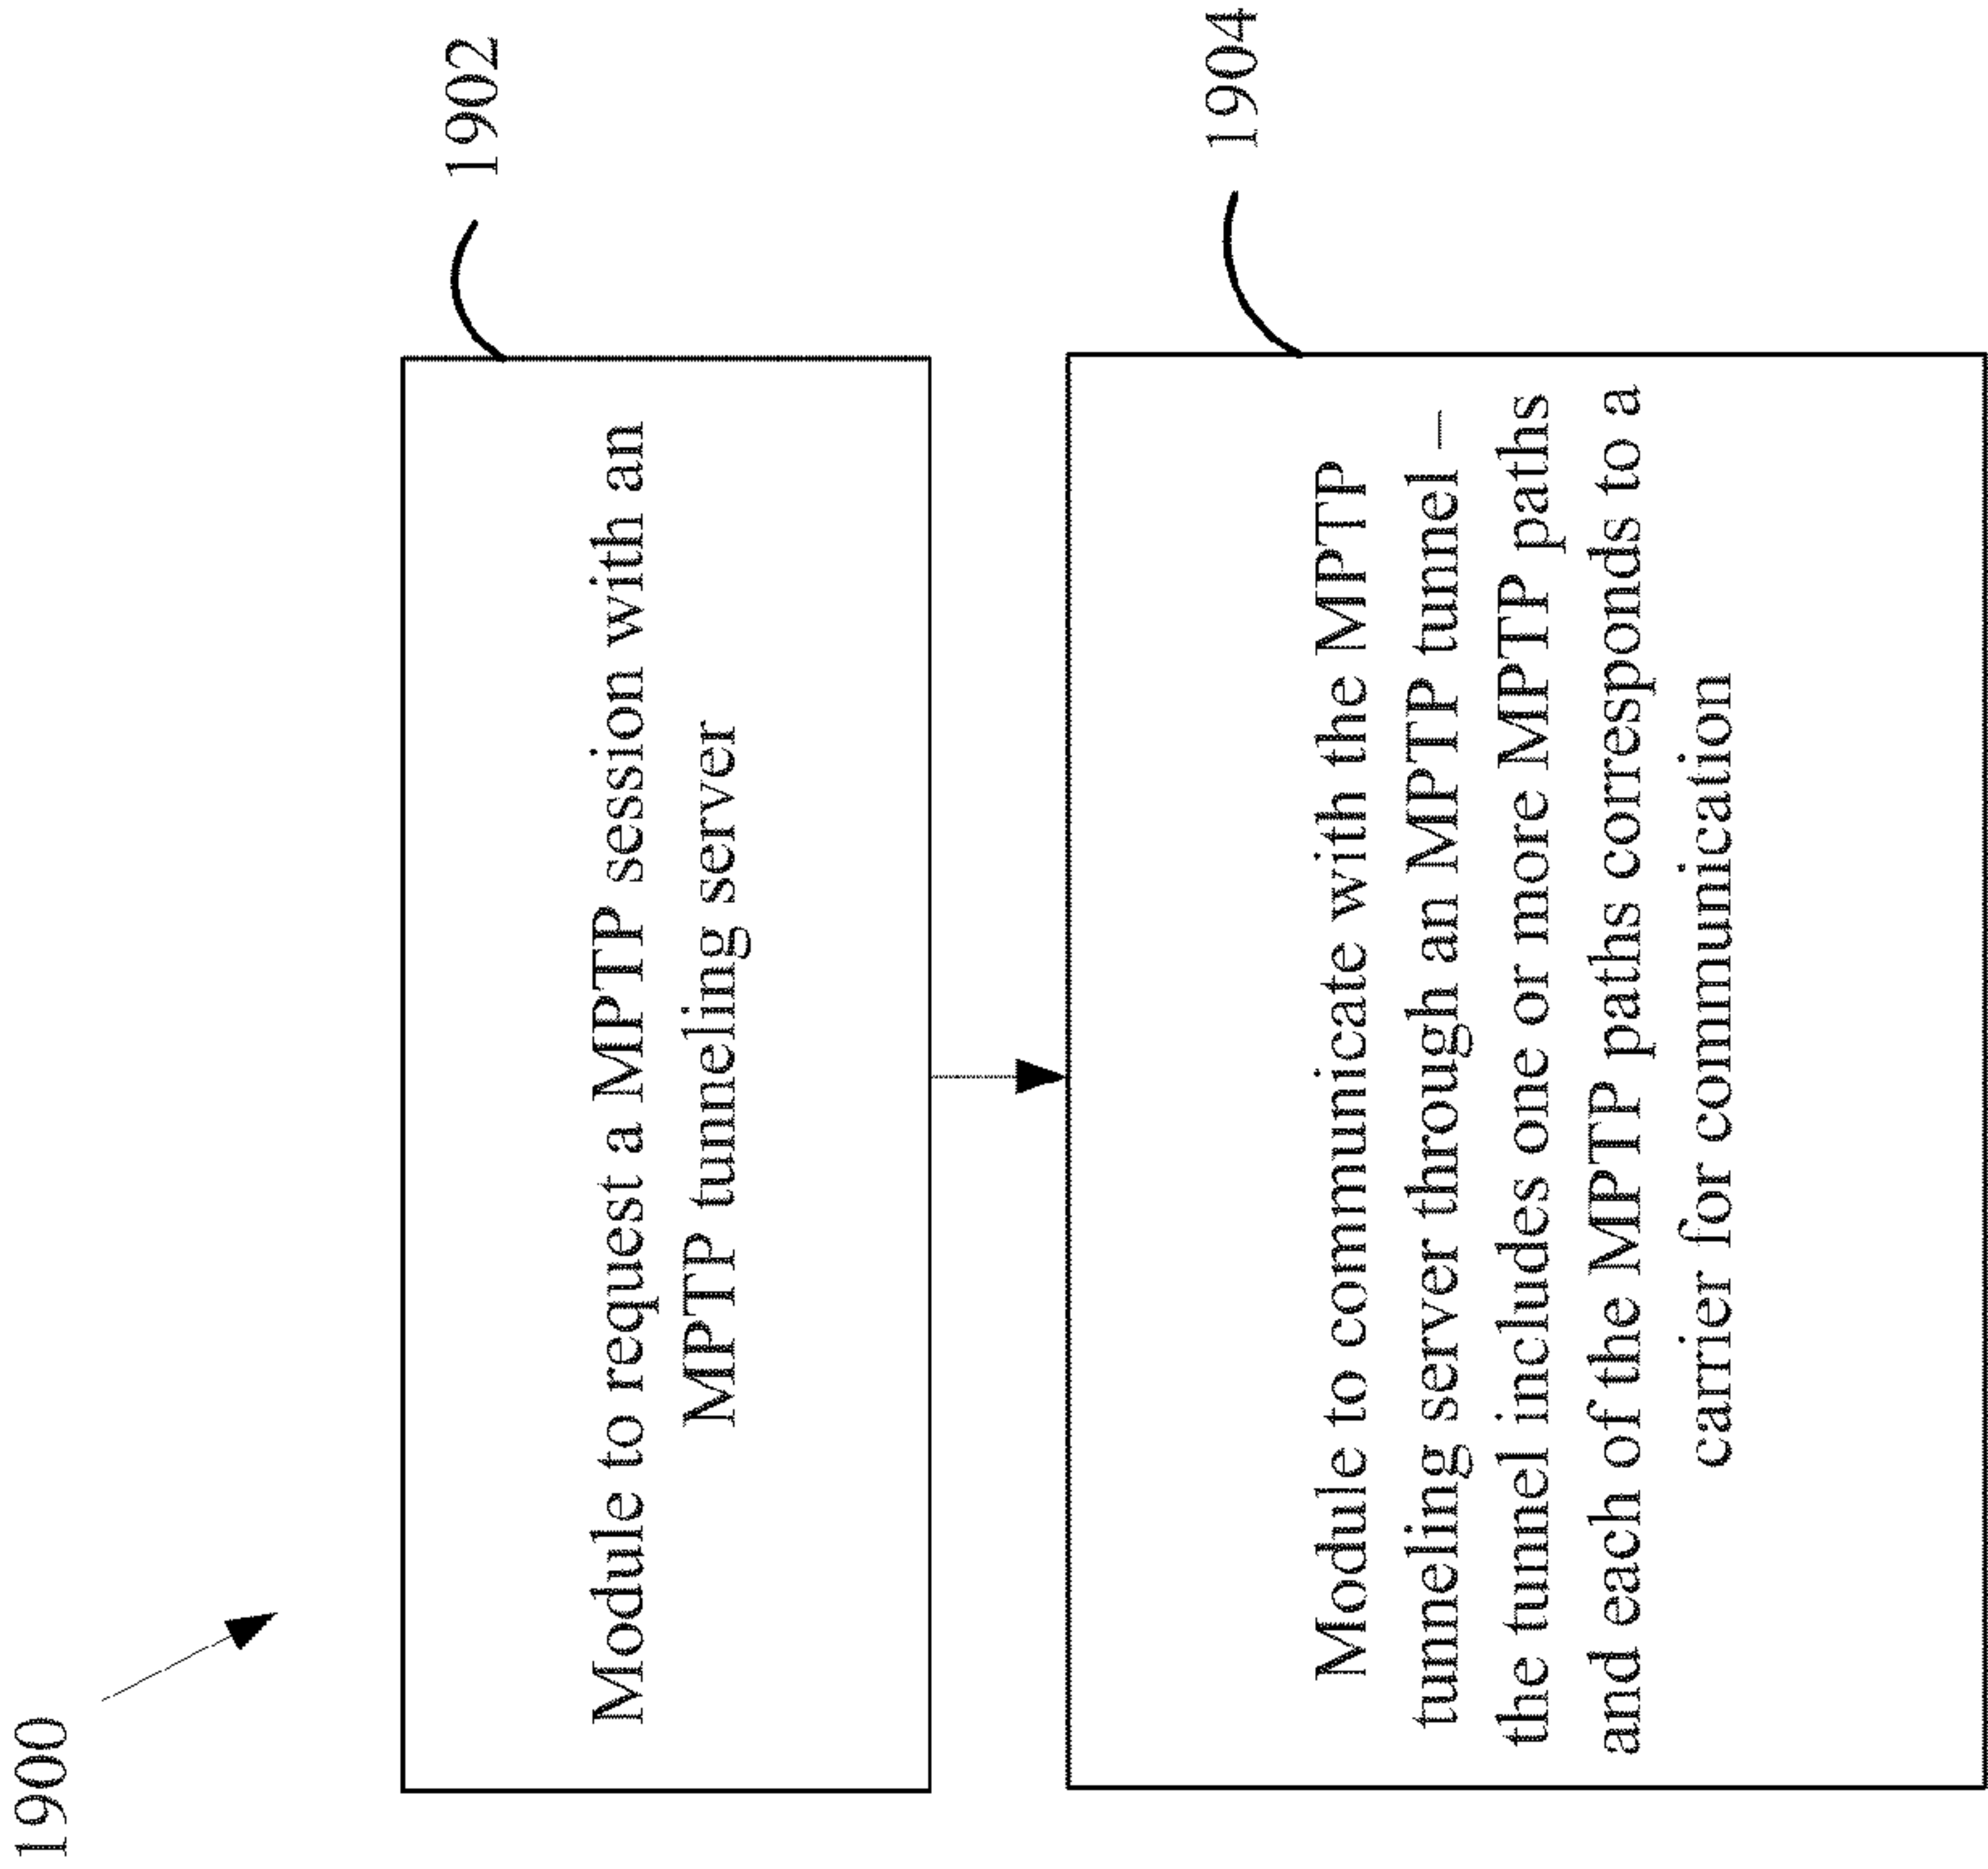 1900
Module to request a MPTP session with an
MPTP tunneling server
1902
Module to communicate with the MPTP
tunneling server through an MPTP tunnel –
the tunnel includes one or more MPTP paths
and each of the MPTP paths corresponds to a
carrier for communication
1904